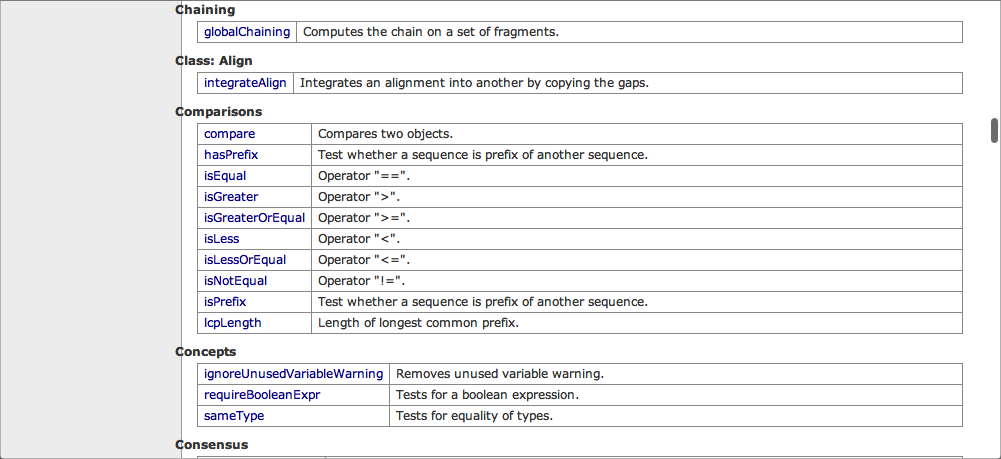 Chaining
globalChaining Computes the chain on a set of fragments.
Class: Align
integrateAlign Integrates an alignment into another by copying the gaps.
Comparisons
compare Compares two objects.
hasPrefix Test whether a sequence is prefix of another sequence.
isEqual Operator "==".
isGreater Operator ">".
isGreaterOrEqual Operator ">=".
isLess Operator "<".
isLessOrEqual Operator "<=".
isNotEqual Operator "!=".
isPrefix Test whether a sequence is prefix of another sequence.
lcpLength Length of longest common prefix.
Concepts
ignoreUnusedVariableWarning Removes unused variable warning.
requireBooleanExpr Tests for a boolean expression.
sameType Tests for equality of types.
Consensus